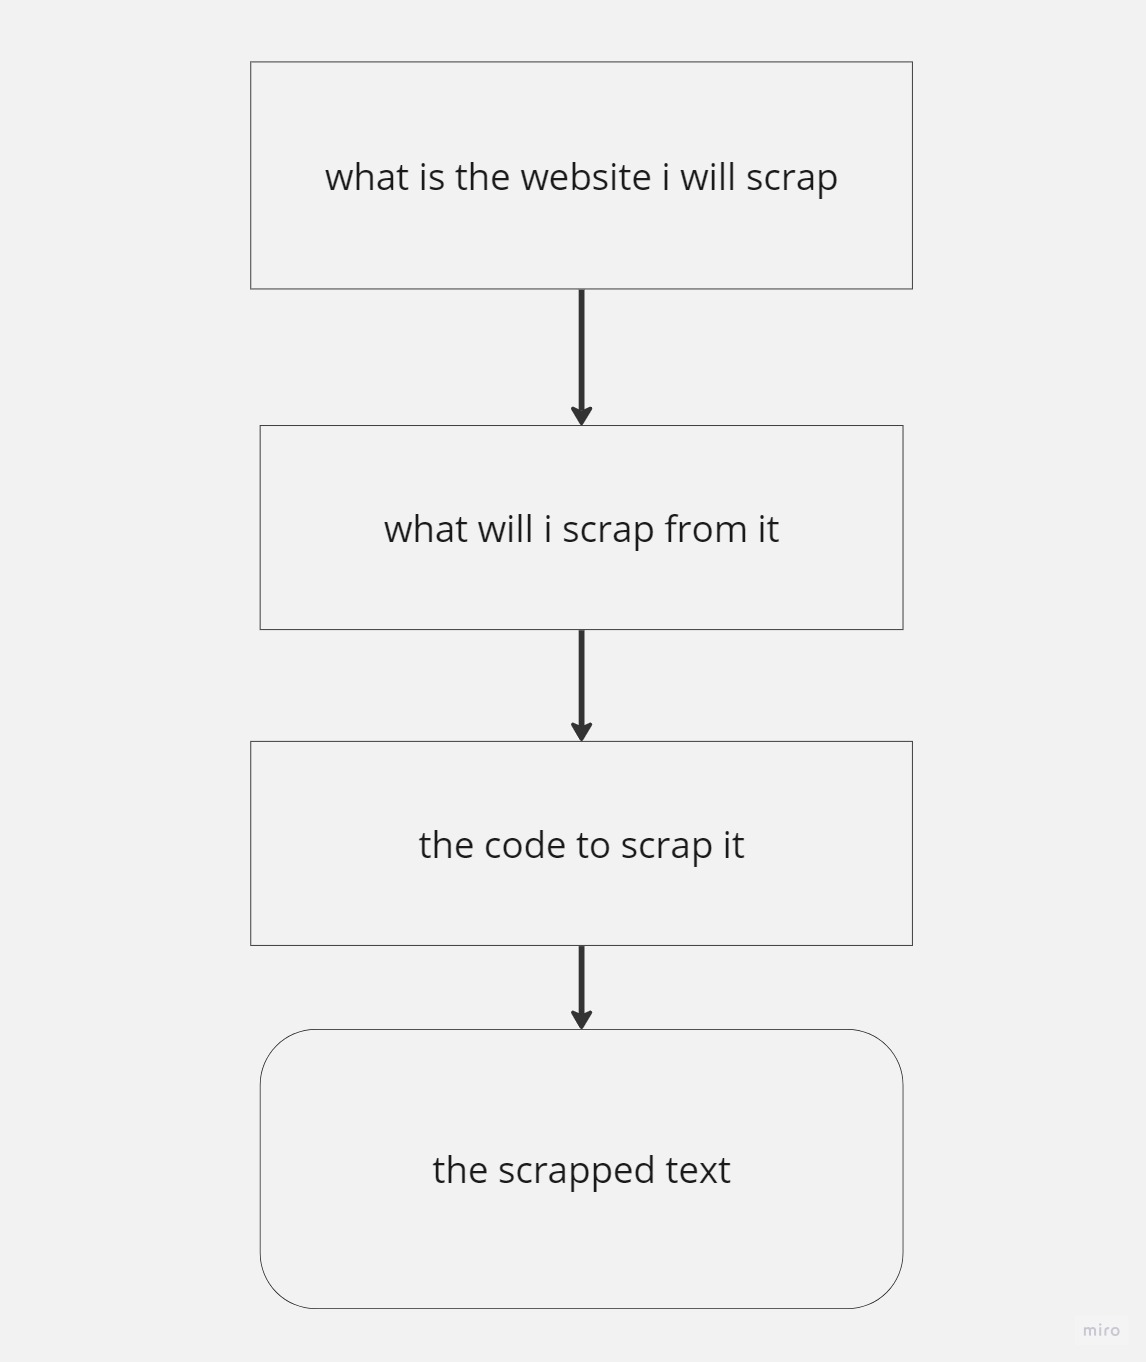 what is the website i will scrap
what will i scrap from it
the code to scrap it
the scrapped text
miro